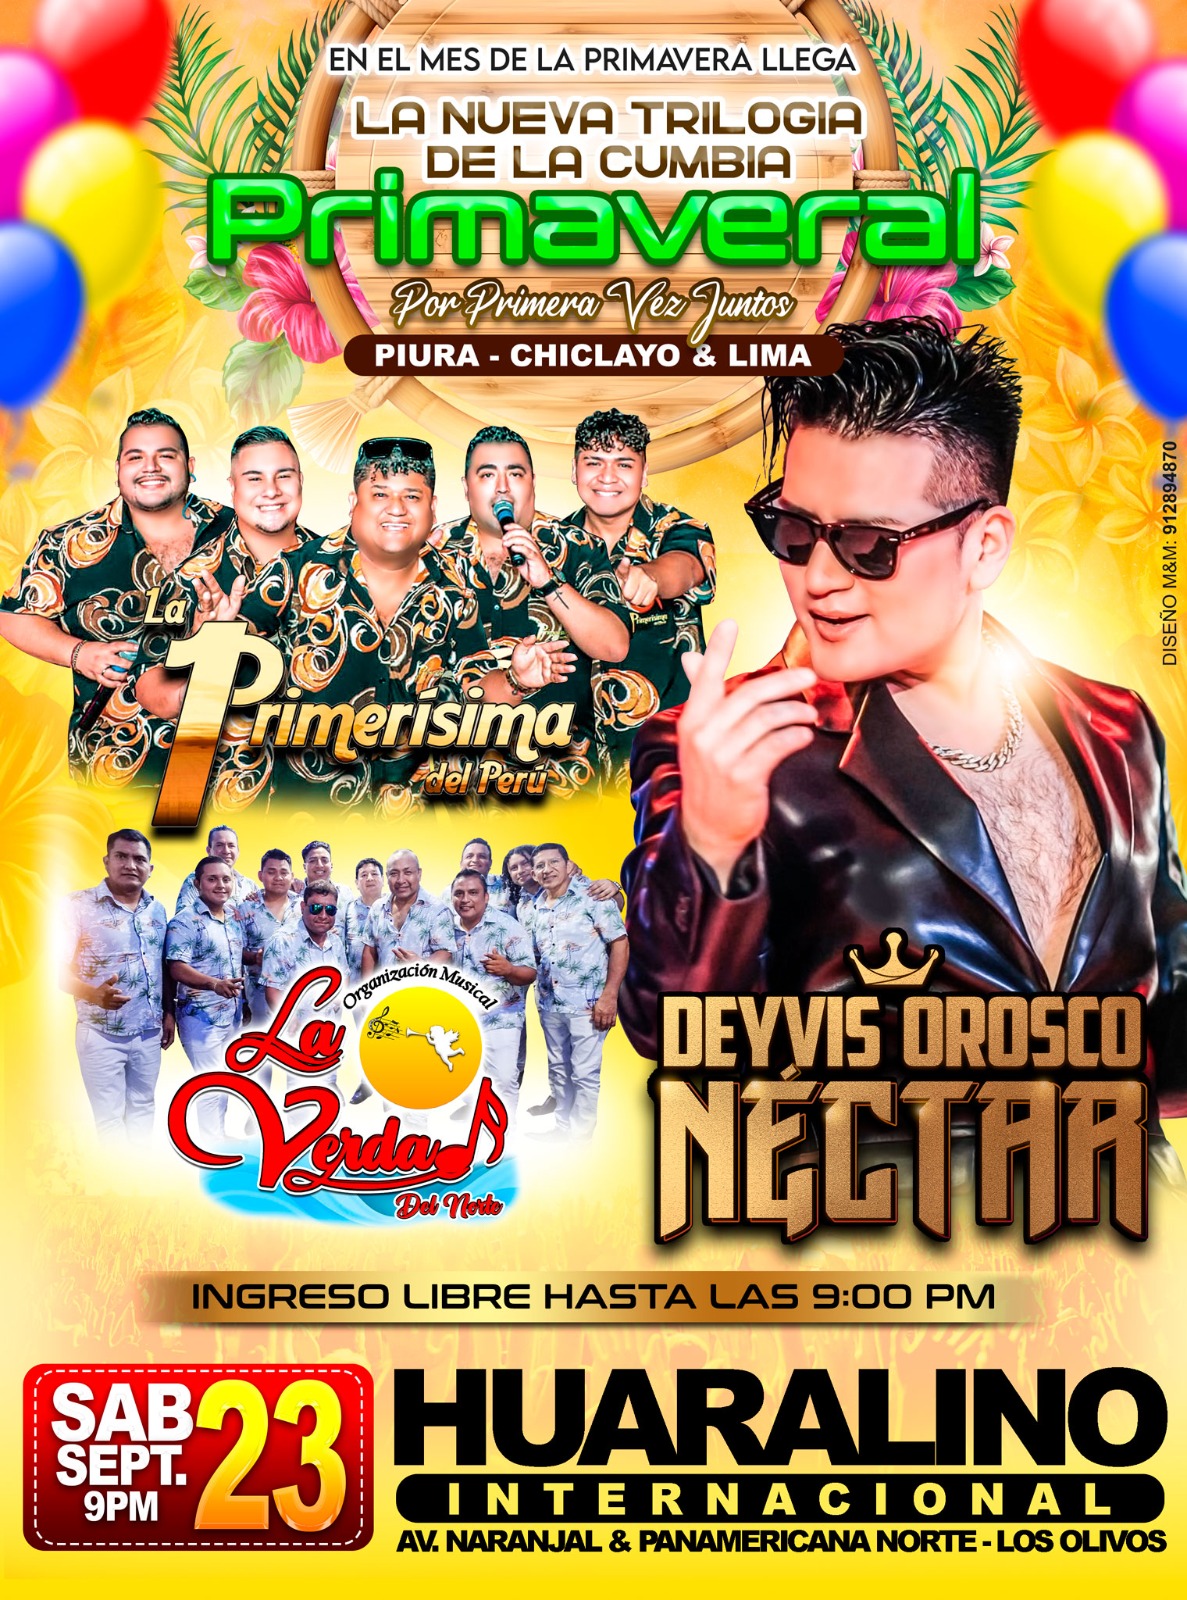 EN EL MES DE LA PRIMAVERA LLEGA
LA NUEVA TRILOGIA
DE LA CUMBIA
Primaveral
Por Primera Vez Juntos
PIURA - CHICLAYO & LIMA
DISEÑO M&M: 912894870
La
Primerísima
del Perú
Primerísima
Organización Musical
La
Verdad
Del Norte
DEYVIS OROSCO
NÉCTAR
INGRESO LIBRE HASTA LAS 9:00 PM
SAB 23
SEPT.
9PM
HUARALINO
INTERNACIONAL
AV. NARANJAL & PANAMERICANA NORTE - LOS OLIVOS